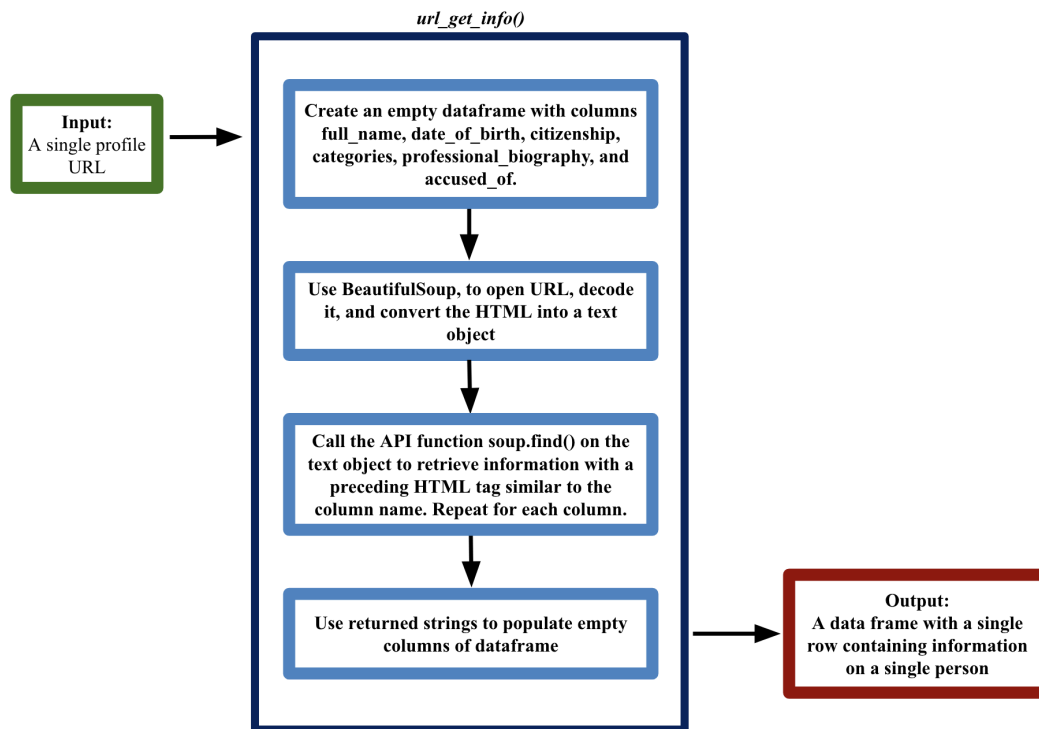 url_get_info()
Input:
A single profile
URL
Create an empty dataframe with columns
full_name, date_of_birth, citizenship,
categories, professional_biography, and
accused_of.
Use BeautifulSoup, to open URL, decode
it, and convert the HTML into a text
object
Call the API function soup.find() on the
text object to retrieve information with a
preceding HTML tag similar to the
column name. Repeat for each column.
Use returned strings to populate empty
columns of dataframe
Output:
A data frame with a single
row containing information
on a single person